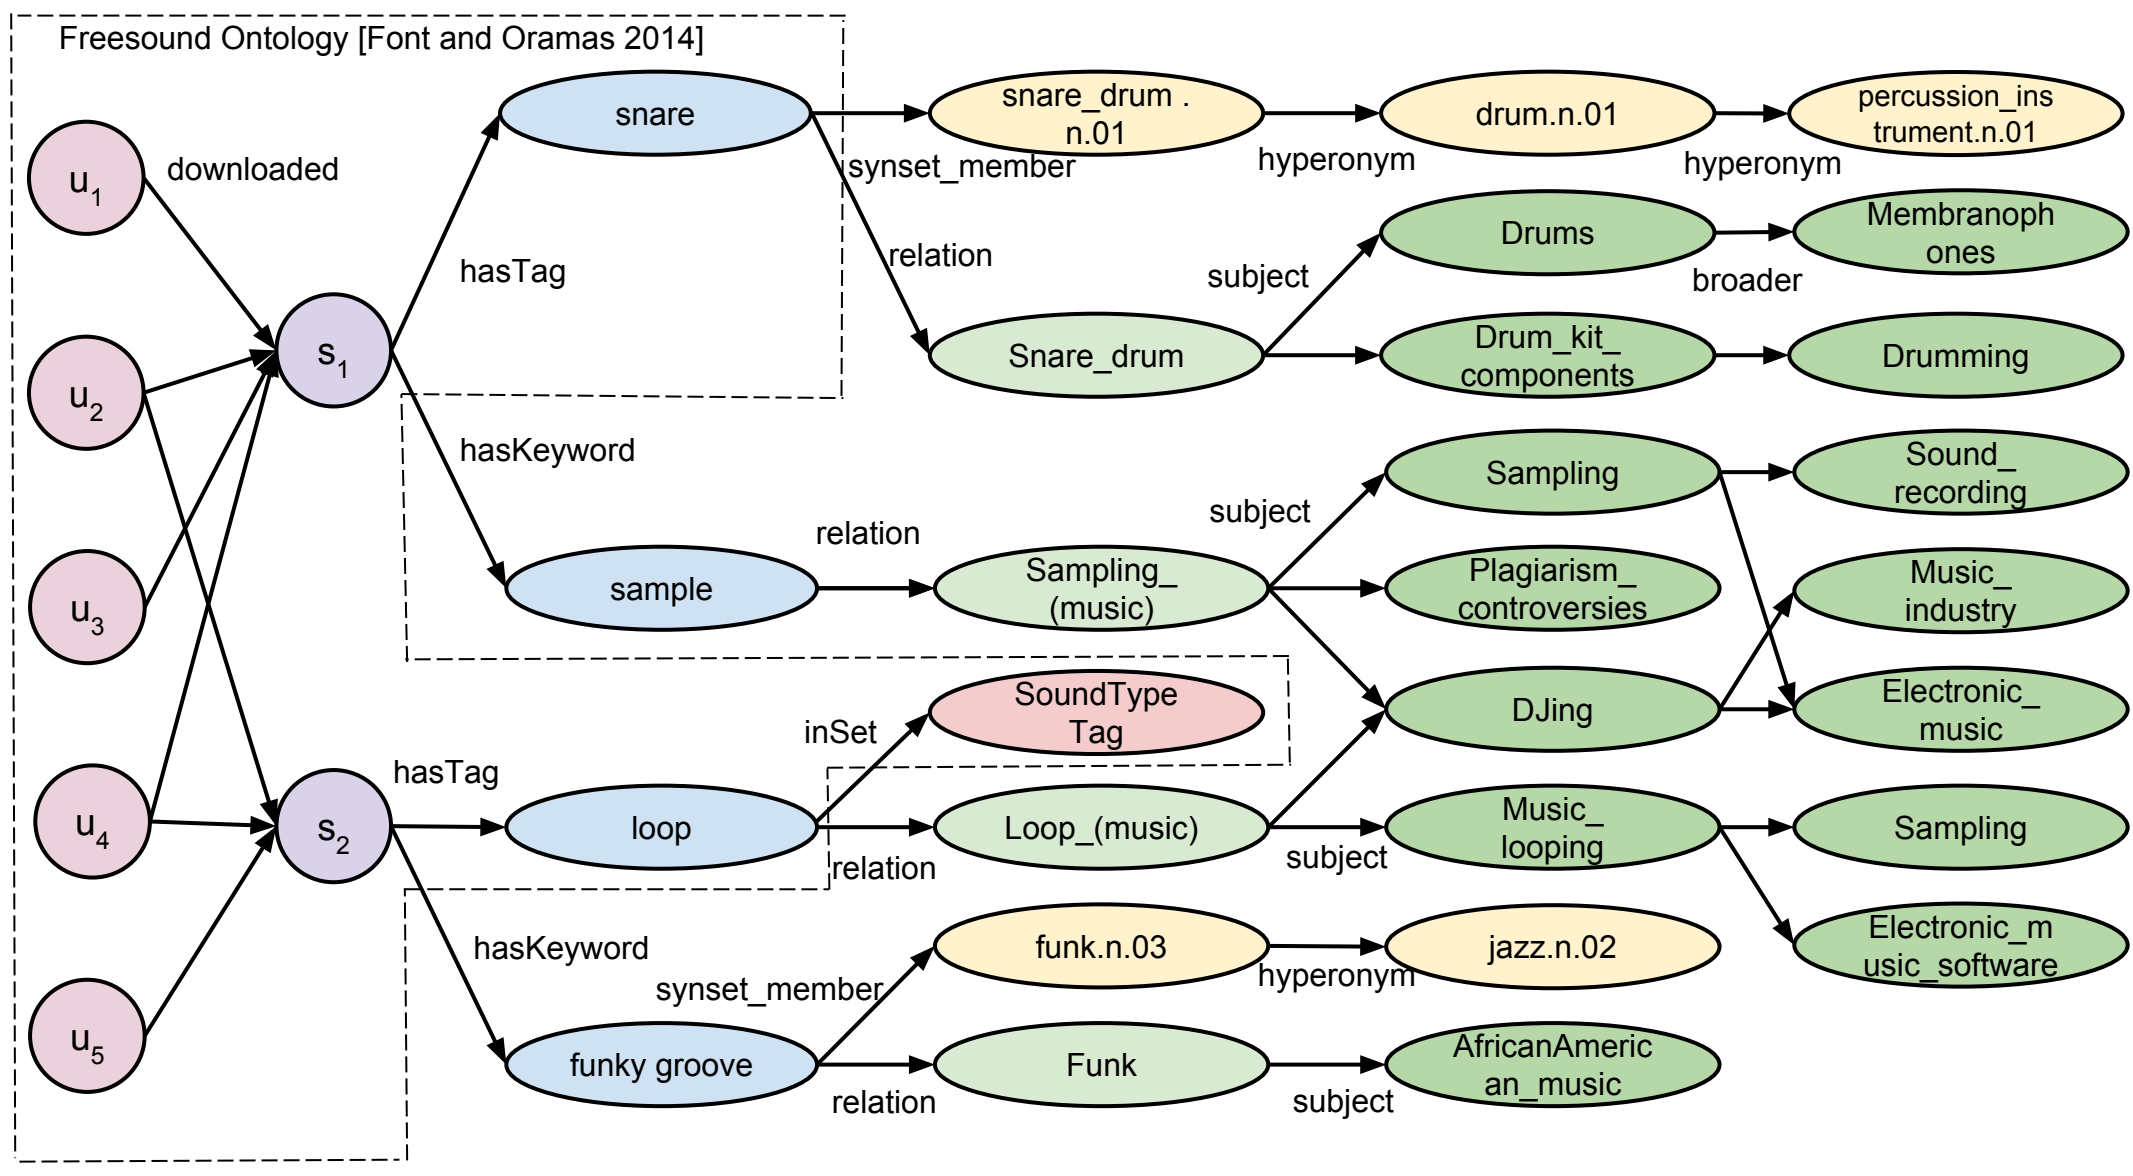 Freesound Ontology [Font and Oramas 2014]
snare
snare_drum .
n.01
drum.n.01
percussion_ins
trument.n.01
u1
downloaded
synset_member
hyperonym
hyperonym
Drums
Membranoph
ones
hasTag
relation
subject
broader
s1
Snare_drum
Drum_kit_
components
Drumming
u2
hasKeyword
Sampling
Sound_
recording
relation
subject
sample
Sampling_
(music)
Plagiarism_
controversies
Music_
industry
u3
SoundType
Tag
DJing
Electronic_
music
inSet
hasTag
u4
s2
loop
Loop_(music)
Music_
looping
Sampling
relation
subject
hasKeyword
funk.n.03
jazz.n.02
Electronic_m
usic_software
synset_member
hyperonym
u5
funky groove
Funk
AfricanAmeric
an_music
relation
subject